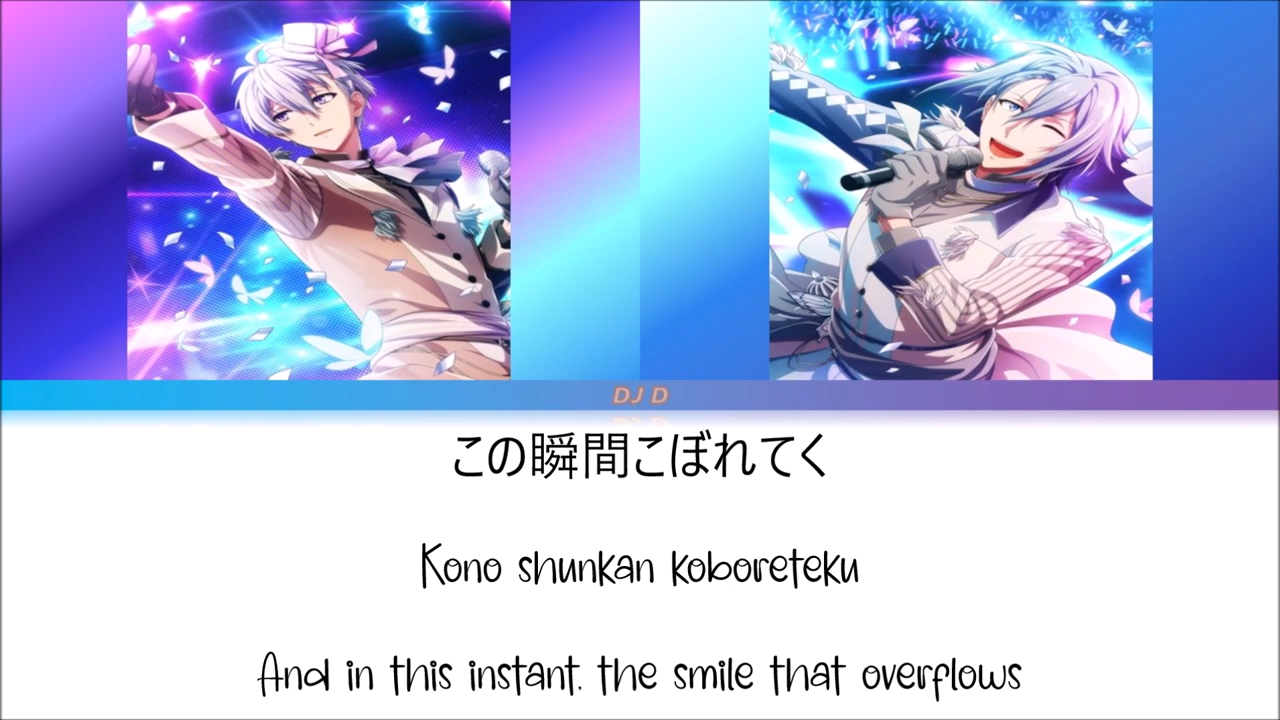 DJ D
この瞬間こぼれてく
Kono shunkan koboreteku
And in this instant, the smile that overflows